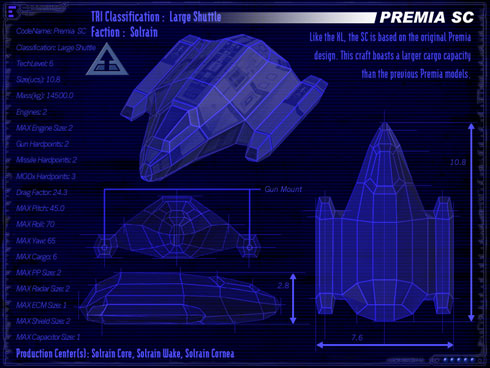 TRI Classification : Large Shuttle
Faction : Solrain
PREMIA SC
Like the XL, the SC is based on the original Premia
design. This craft boasts a larger cargo capacity
than the previous Premia models.
CodeName: Premia SC
Classification: Large Shuttle
TechLevel: 5
Size(ucs): 10.8
Mass(kg): 14500.0
Engines: 2
MAX Engine Size: 2
Gun Hardpoints: 2
Missile Hardpoints: 2
MODx Hardpoints: 3
Drag Factor: 24.3
MAX Pitch: 45.0
MAX Roll: 70
MAX Yaw: 65
MAX Cargo: 6
MAX PP Size: 2
MAX Radar Size: 2
MAX ECM Size: 1
MAX Shield Size: 2
MAX Capacitor Size: 1
Gun Mount
10.8
2.8
7.6
Production Center(s): Solrain Core, Solrain Wake, Solrain Cornea